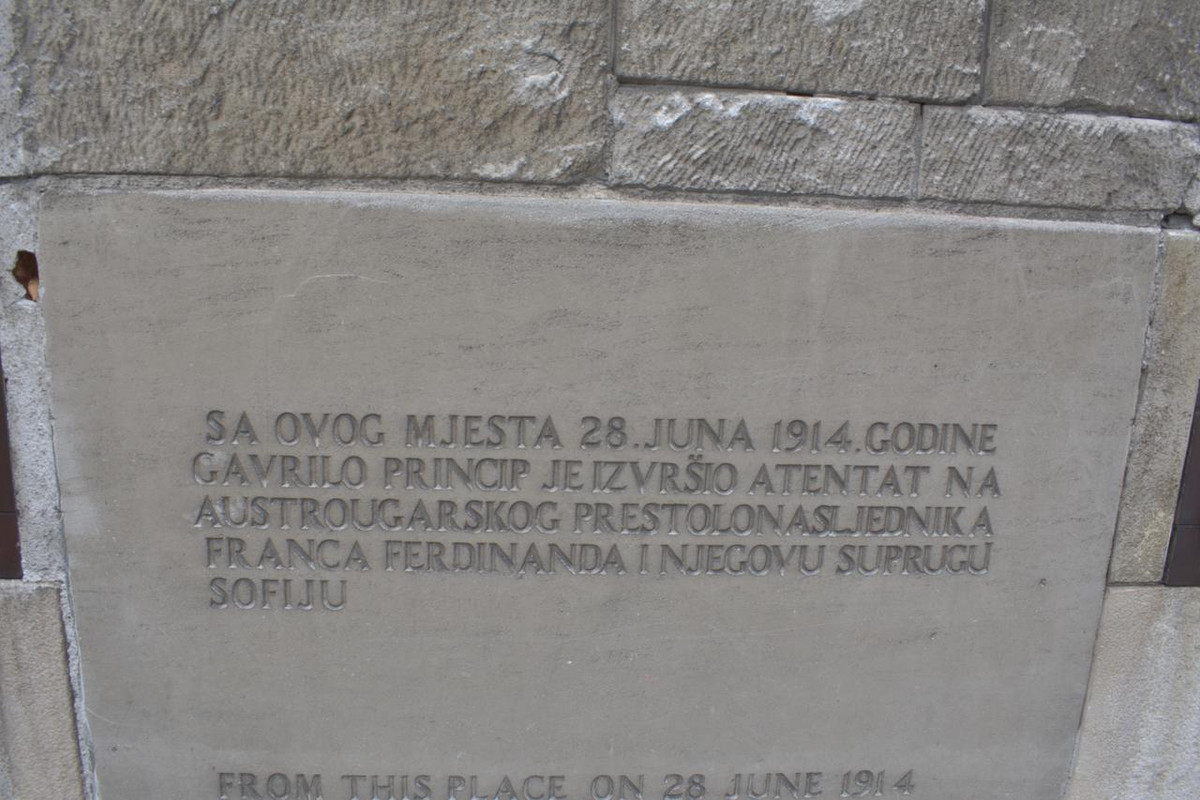 SA OVOG MJESTA 28. JUNA 1914. GODINE
GAVRILO PRINCIP JE IZVRŠIO ATENTAT NA
AUSTROUGARSKOG PRESTOLONASLJEDNIKA
FRANCA FERDINANDA I NJEGOVU SUPRUGU
SOFIJU
FROM THIS PLACE ON 28 JUNE 1914